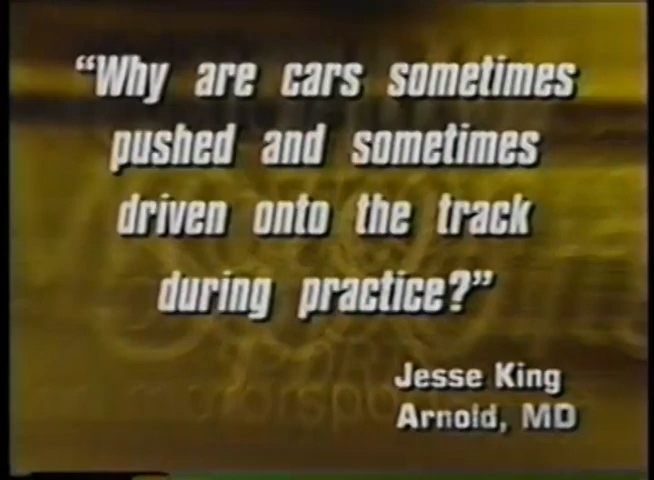 “Why are cars sometimes
pushed and sometimes
driven onto the track
during practice?”
Jesse King
Arnold, MD